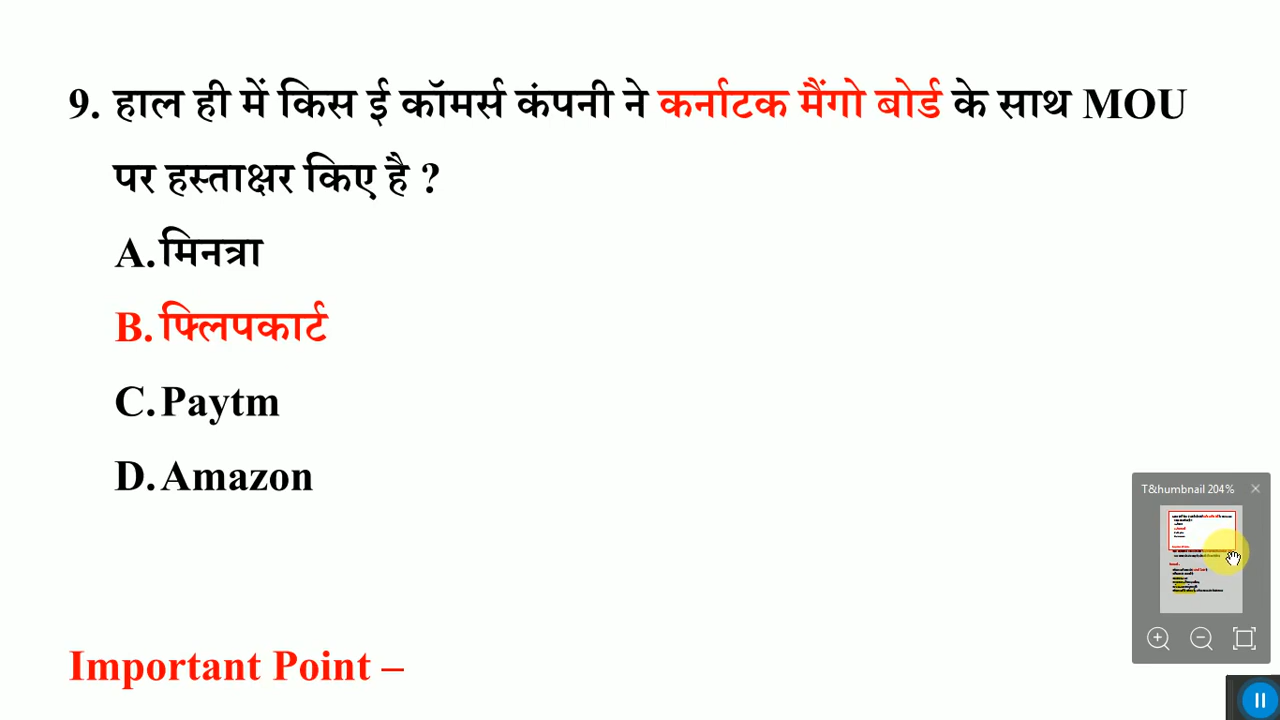 9. हाल ही में किस ई कॉमर्स कंपनी ने कर्नाटक मैंगो बोर्ड के साथ MOU
पर हस्ताक्षर किए है ?
A. मिनत्रा
B. फ्लिपकार्ट
C. Paytm
D. Amazon
T&humbnail 204%
Important Point –